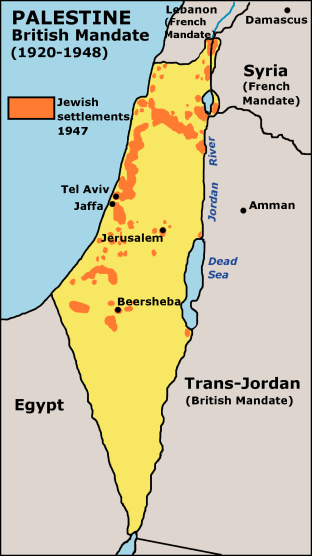 PALESTINE
British Mandate
(1920-1948)
Lebanon
(French
Mandate)
Damascus
Syria
(French
Mandate)
Jewish
settlements
1947
River
Jordan
Tel Aviv
Jaffa
Amman
Jerusalem
Dead
Sea
Beersheba
Trans-Jordan
(British Mandate)
Egypt